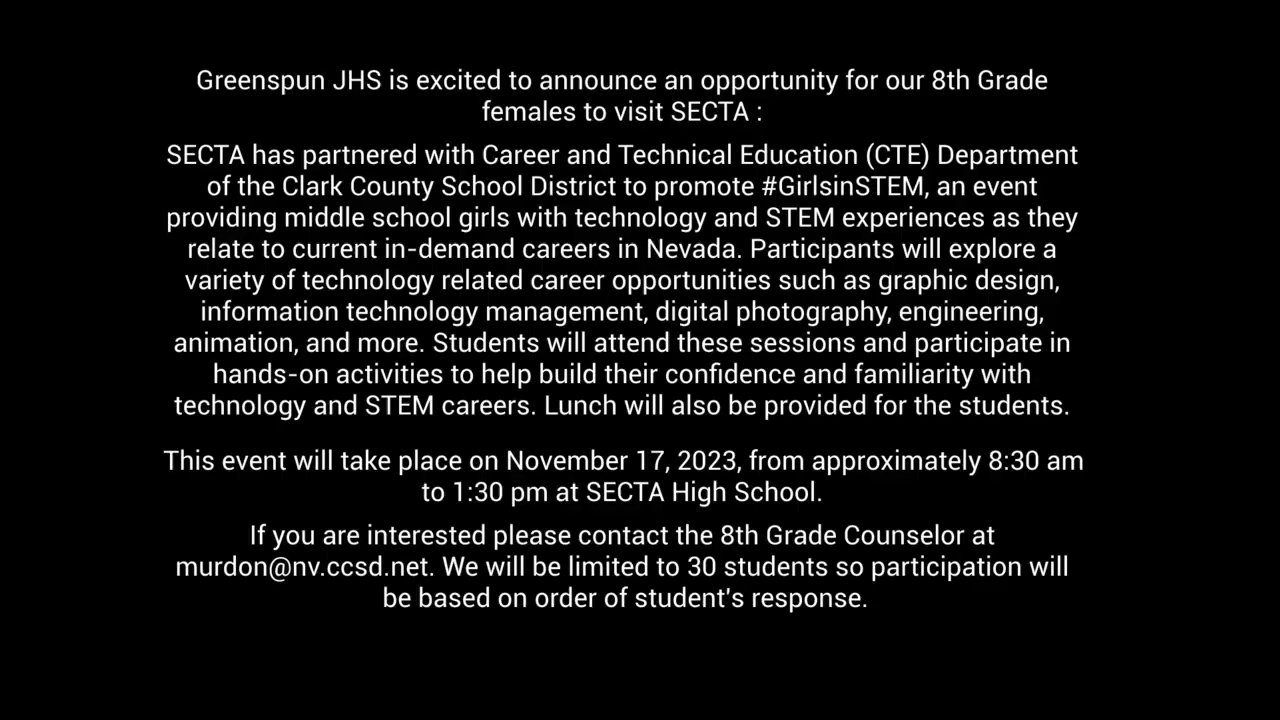 Greenspun JHS is excited to announce an opportunity for our 8th Grade
females to visit SECTA :
SECTA has partnered with Career and Technical Education (CTE) Department
of the Clark County School District to promote #GirlsinSTEM, an event
providing middle school girls with technology and STEM experiences as they
relate to current in-demand careers in Nevada. Participants will explore a
variety of technology related career opportunities such as graphic design,
information technology management, digital photography, engineering,
animation, and more. Students will attend these sessions and participate in
hands-on activities to help build their confidence and familiarity with
technology and STEM careers. Lunch will also be provided for the students.
This event will take place on November 17, 2023, from approximately 8:30 am
to 1:30 pm at SECTA High School.
If you are interested please contact the 8th Grade Counselor at
murdon@nv.ccsd.net. We will be limited to 30 students so participation will
be based on order of student's response.